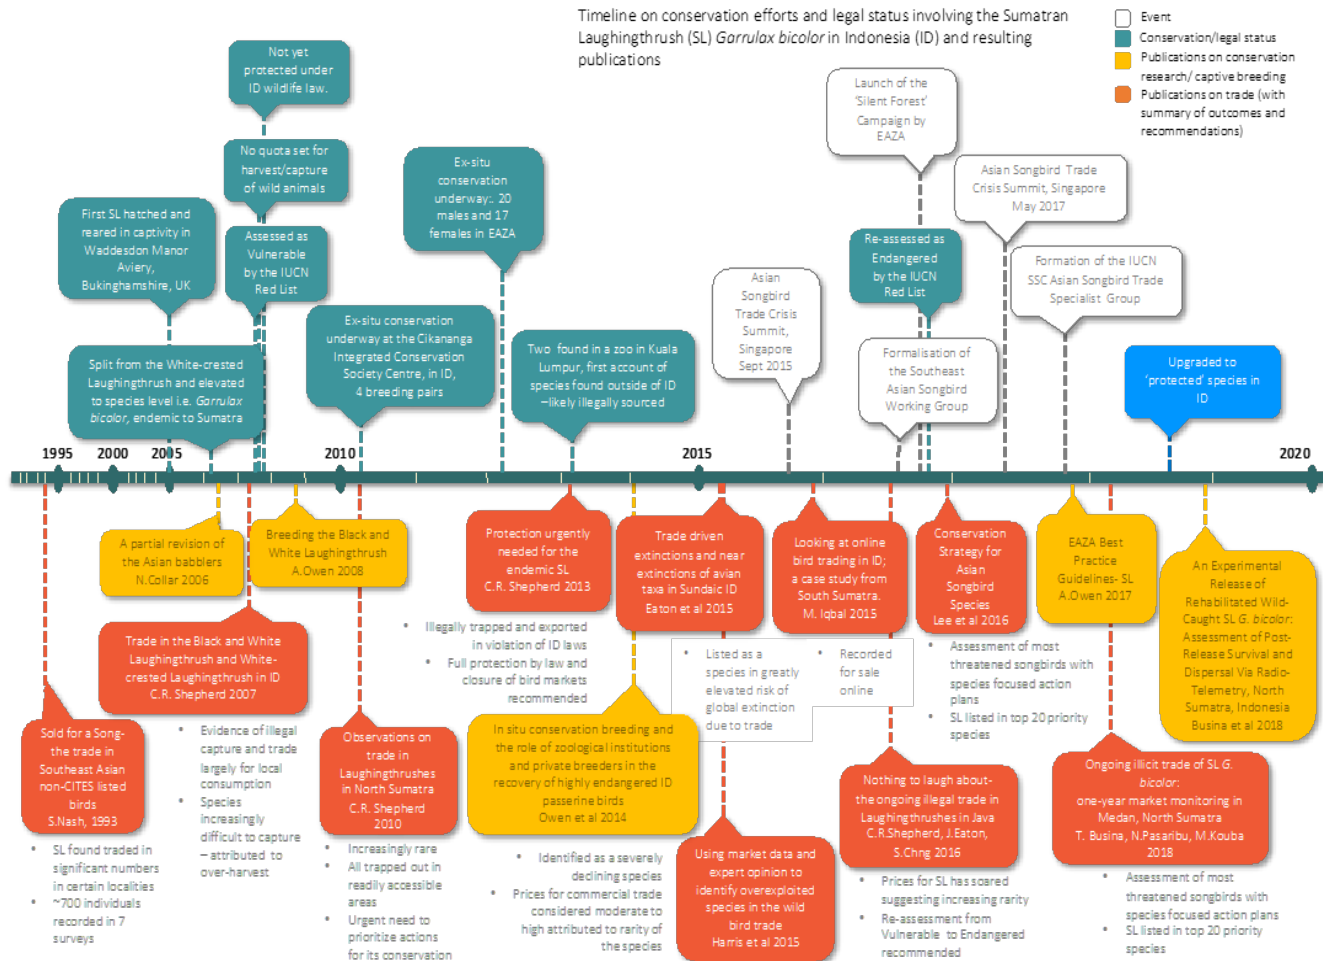 Timeline on conservation efforts and legal status involving the Sumatran
Laughingthrush (SL) Garrulax bicolor in Indonesia (ID) and resulting
publications
Event
Conservation/legal status
Publications on conservation
research/ captive breeding
Publications on trade (with
summary of outcomes and
recommendations)
Not yet
protected under
ID wildlife law.
No quota set for
harvest/capture
of wild animals
First SL hatched and
reared in captivity in
Waddesdon Manor
Aviery,
Bukinghamshire, UK
Assessed as
Vulnerable
by the IUCN
Red List
Split from the White-crested
Laughingthrush and elevated
to species level i.e. Garrulax
bicolor, endemic to Sumatra
Ex-situ conservation
underway at the Cikananga
Integrated Conservation
Society Centre, in ID,
4 breeding pairs
Ex-situ
conservation
underway:. 20
males and 17
females in EAZA
Two found in a zoo in Kuala
Lumpur, first account of
species found outside of ID
–likely illegally sourced
Asian
Songbird
Trade Crisis
Summit,
Singapore
Sept 2015
Launch of the
‘Silent Forest’
Campaign by
EAZA
Re-assessed as
Endangered
by the IUCN
Red List
Formalisation of
the Southeast
Asian Songbird
Working Group
Asian Songbird Trade
Crisis Summit, Singapore
May 2017
Formation of the IUCN
SSC Asian Songbird Trade
Specialist Group
Upgraded to
‘protected’ species in
ID
1995
2000
2005
2010
2015
2020
Sold for a Song-
the trade in
Southeast Asian
non-CITES listed
birds
S.Nash, 1993
• SL found traded in
significant numbers
in certain localities
• ~700 individuals
recorded in 7
surveys
A partial revision of
the Asian babblers
N.Collar 2006
Trade in the Black and White
Laughingthrush and White-
crested Laughingthrush in ID
C.R. Shepherd 2007
• Evidence of illegal
capture and trade
largely for local
consumption
• Species
increasingly
difficult to capture
– attributed to
over-harvest
Breeding the Black and
White Laughingthrush
A.Owen 2008
Observations on
trade in
Laughingthrushes
in North Sumatra
C.R. Shepherd
2010
• Increasingly rare
• All trapped out in
readily accessible
areas
• Urgent need to
prioritize actions
for its conservation
Protection urgently
needed for the
endemic SL
C.R. Shepherd 2013
• Illegally trapped and exported
in violation of ID laws
• Full protection by law and
closure of bird markets
recommended
In situ conservation breeding and
the role of zoological institutions
and private breeders in the
recovery of highly endangered ID
passerine birds
Owen et al 2014
Trade driven
extinctions and near
extinctions of avian
taxa in Sundaic ID
Eaton et al 2015
• Listed as a
species in greatly
elevated risk of
global extinction
due to trade
• Identified as a severely
declining species
• Prices for commercial trade
considered moderate to
high attributed to rarity of
the species
Using market data and
expert opinion to
identify overexploited
species in the wild
bird trade
Harris et al 2015
Looking at online
bird trading in ID;
a case study from
South Sumatra.
M. Iqbal 2015
• Recorded
for sale
online
Nothing to laugh about-
the ongoing illegal trade in
Laughingthrushes in Java
C.R.Shepherd, J.Eaton,
S.Chng 2016
• Prices for SL has soared
suggesting increasing rarity
• Re-assessment from
Vulnerable to Endangered
recommended
Conservation
Strategy for
Asian
Songbird
Species
Lee et al 2016
• Assessment of most
threatened songbirds with
species focused action
plans
• SL listed in top 20 priority
species
EAZA Best
Practice
Guidelines- SL
A.Owen 2017
Ongoing illicit trade of SL G.
bicolor:
one-year market monitoring in
Medan, North Sumatra
T. Busina, N.Pasaribu, M.Kouba
2018
• Assessment of most
threatened songbirds with
species focused action plans
• SL listed in top 20 priority
species
An Experimental
Release of
Rehabilitated Wild-
Caught SL G. bicolor:
Assessment of Post-
Release Survival and
Dispersal Via Radio-
Telemetry, North
Sumatra, Indonesia
Busina et al 2018